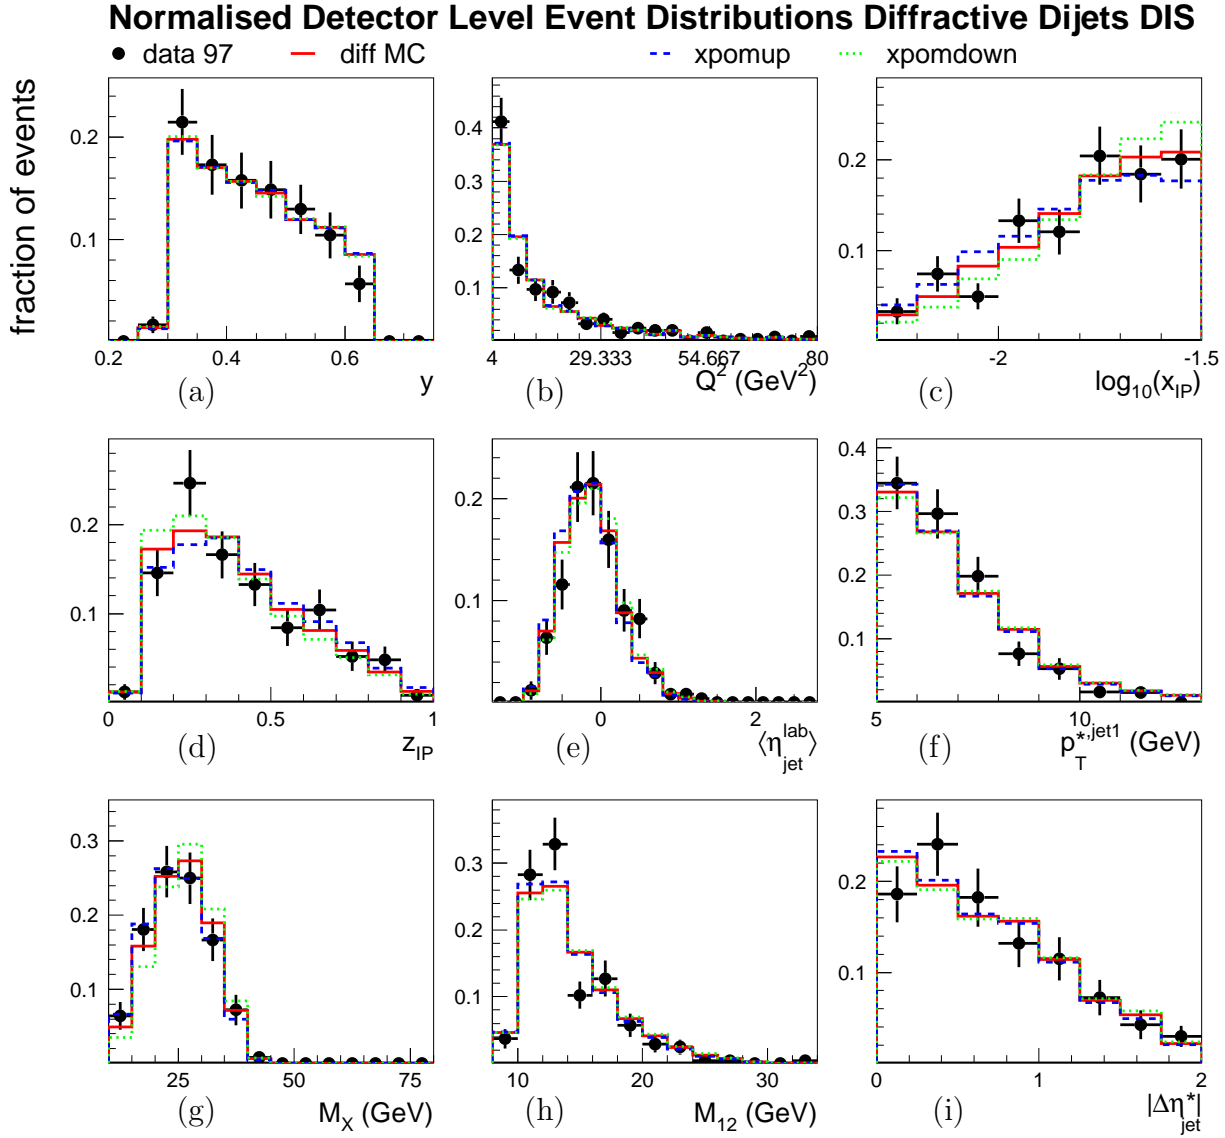 Normalised Detector Level Event Distributions Diffractive Dijets DIS
data 97 diff MC xpomup xpomdown
fraction of events
0.2
0.1
0.2 0.4 0.6
(a) y
0.4
0.3
0.2
0.1
4 29.333 54.667 80
(b) Q² (GeV²)
0.2
0.1
-2 -1.5
(c) log₁₀(x_IP)
0.2
0.1
0 0.5 1
(d) z_IP
0.2
0.1
0 2
(e) ⟨η_jet^lab⟩
0.4
0.3
0.2
0.1
5 10
(f) p_T^*,jet1 (GeV)
0.3
0.2
0.1
25 50 75
(g) M_X (GeV)
0.3
0.2
0.1
10 20 30
(h) M₁₂ (GeV)
0.2
0.1
0 1 2
(i) |Δη*_jet|